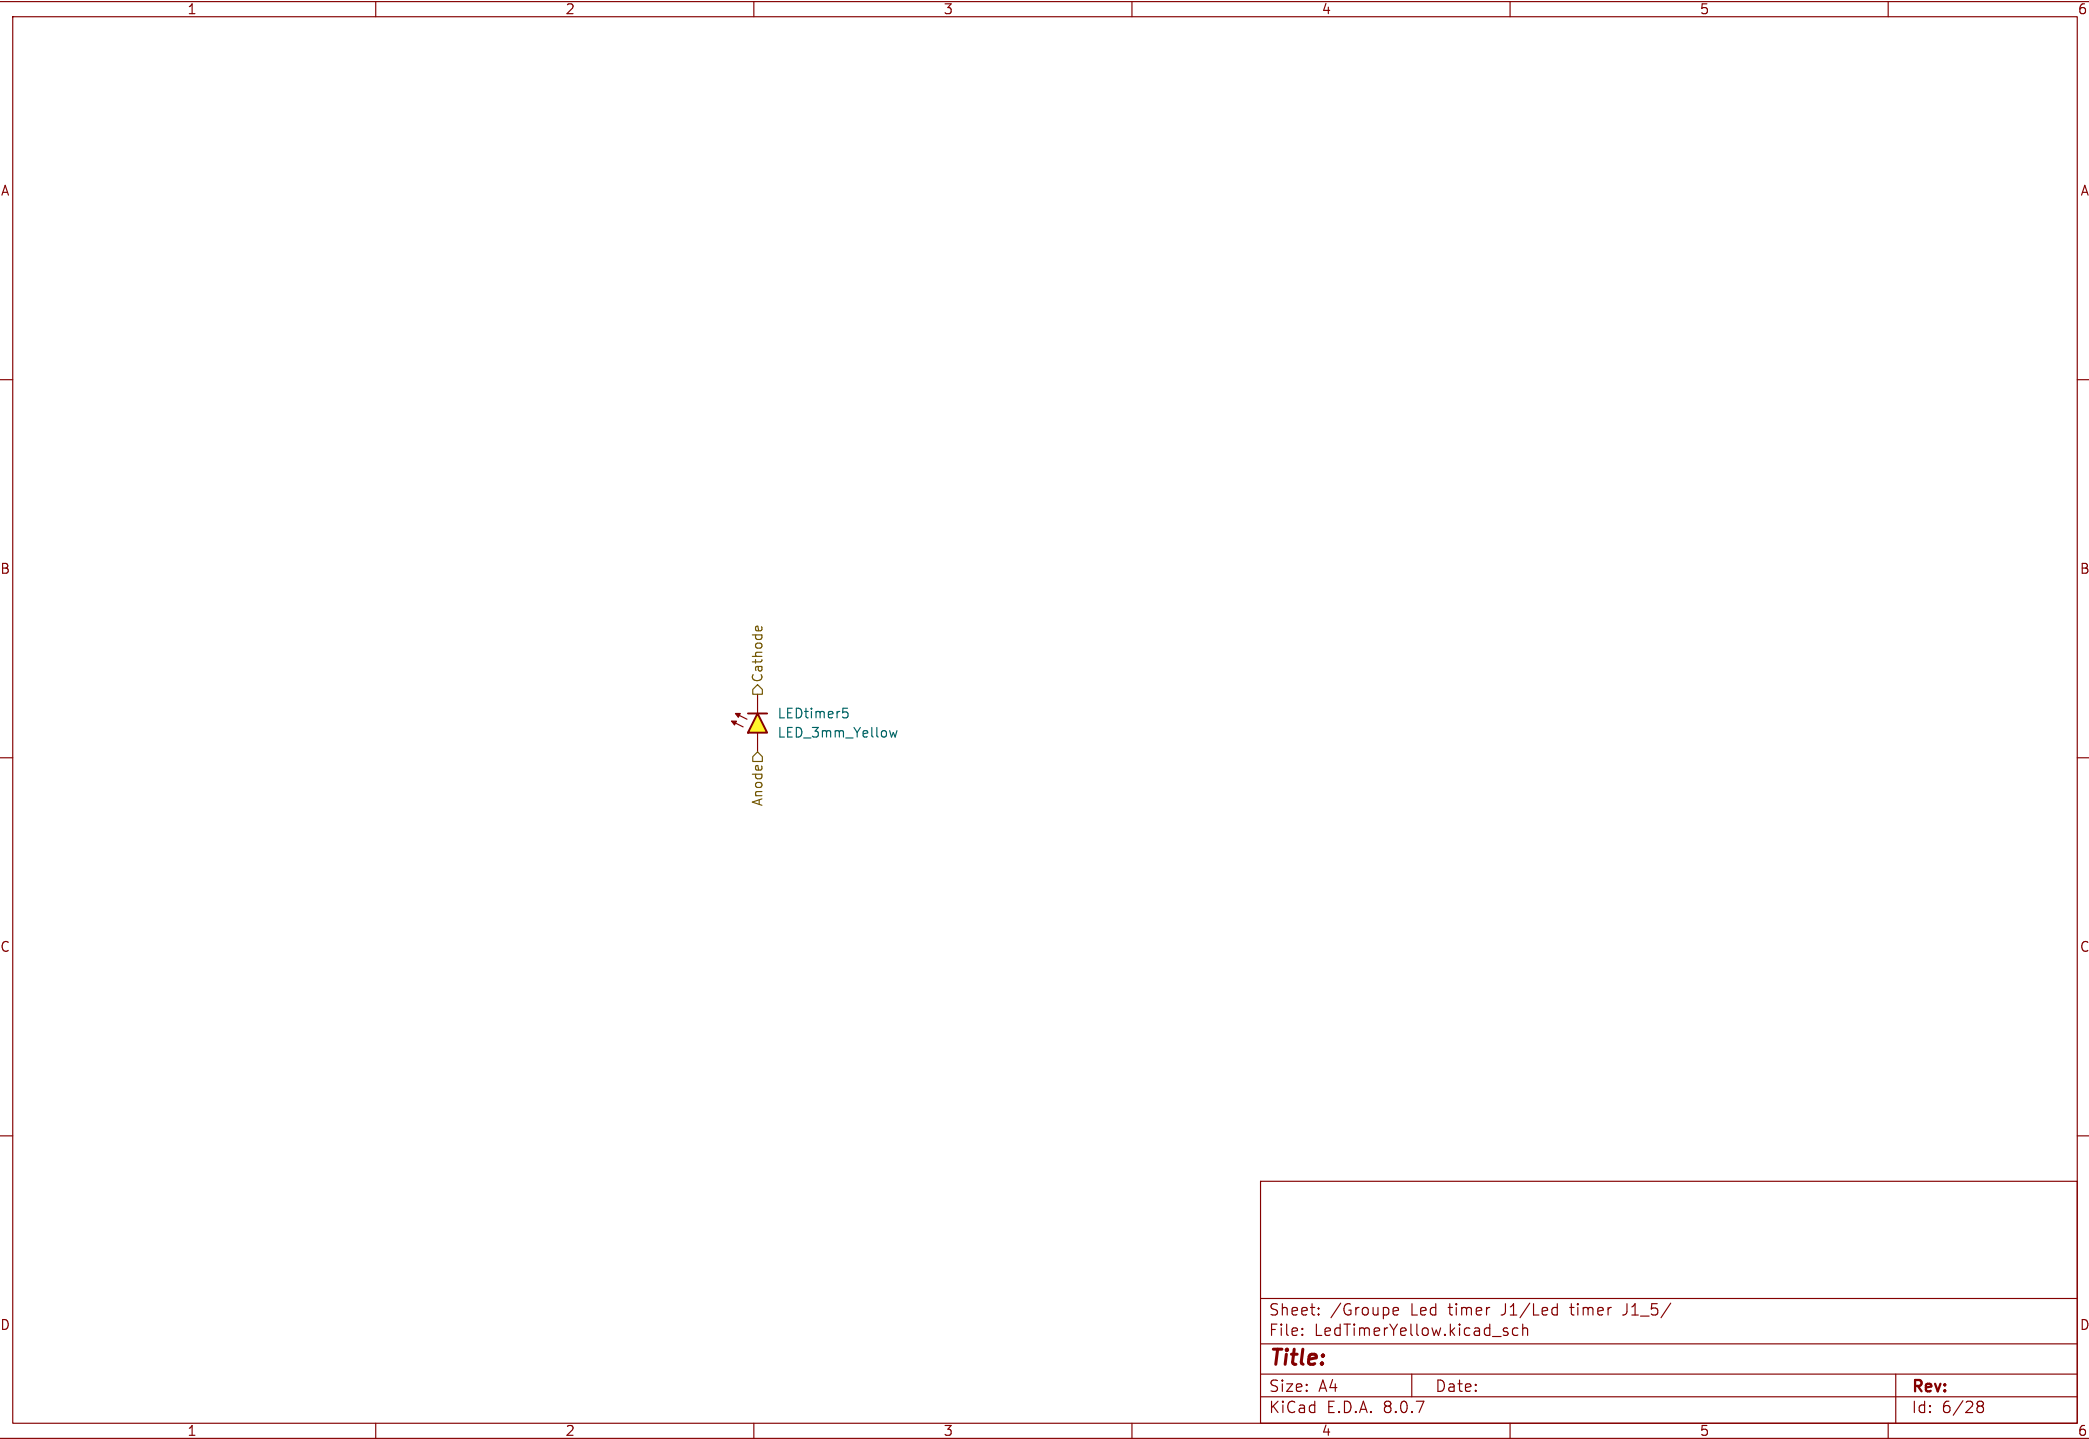 1 2 3 4 5 6
A A
B B
Cathode
LEDtimer5
LED_3mm_Yellow
Anode
C C
Sheet: /Groupe Led timer J1/Led timer J1_5/
D D
File: LedTimerYellow.kicad_sch
Title:
Size: A4 Date: Rev:
KiCad E.D.A. 8.0.7 Id: 6/28
1 2 3 4 5 6